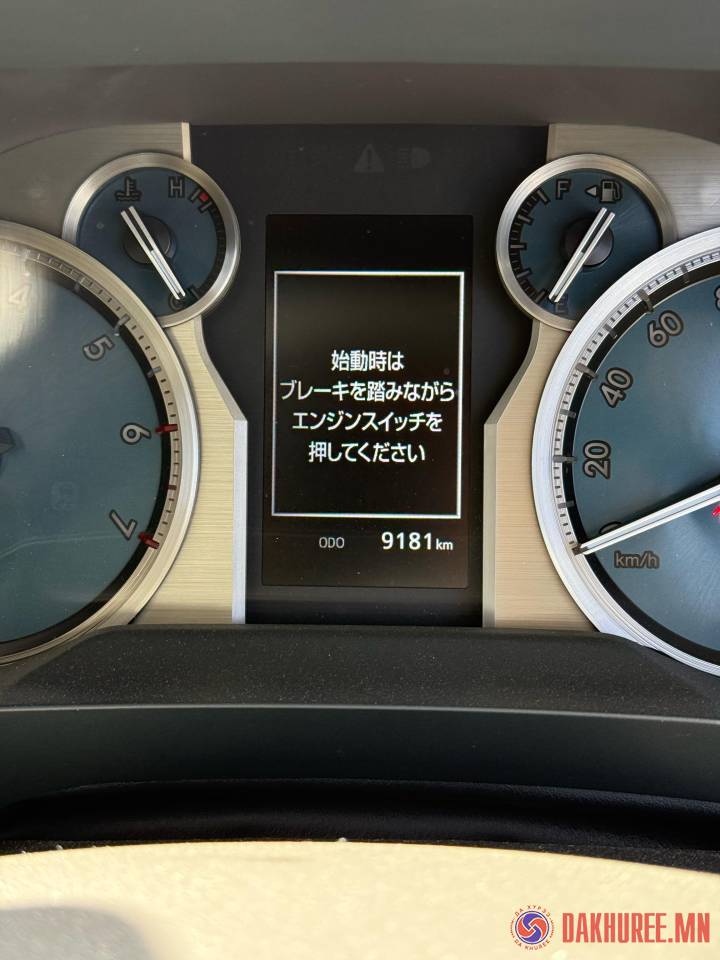 H
F
E
4
5
6
7
始動時は
ブレーキを踏みながら
エンジンスイッチを
押してください
ODO 9181km
60
40
20
0
km/h
ДА ХҮРЭЭ
DA KHUREE
DAKHUREE.MN